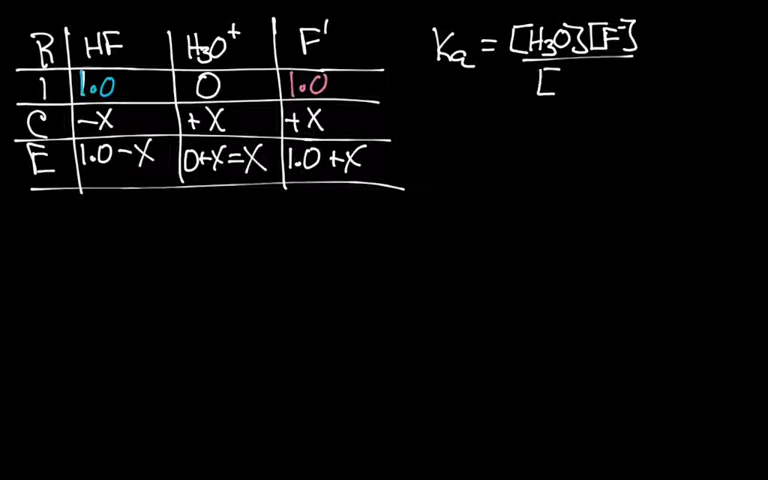 R HF H₃O⁺ F'
I 1.0 0 1.0
C -X +X +X
E 1.0-X 0+X=X 1.0+X
Ka = [H₃O][F⁻]
[